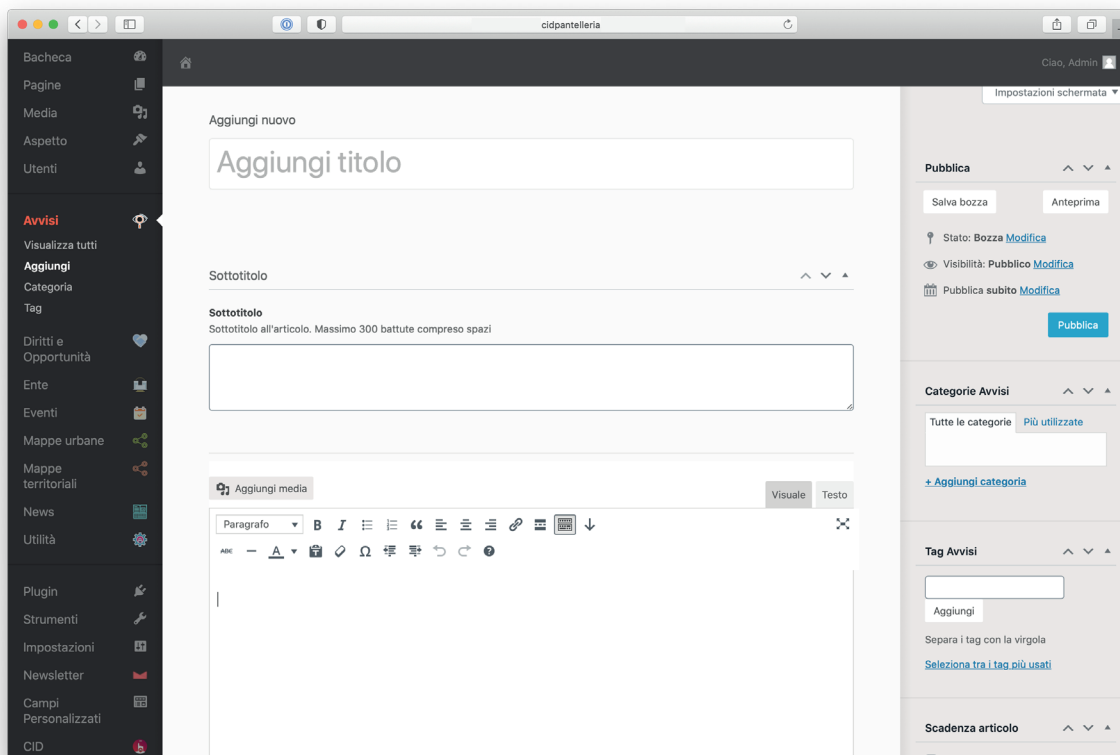 cidpantelleria
Bacheca
Pagine
Media
Aspetto
Utenti
Avvisi
Visualizza tutti
Aggiungi
Categoria
Tag
Diritti e
Opportunità
Ente
Eventi
Mappe urbane
Mappe
territoriali
News
Utilità
Plugin
Strumenti
Impostazioni
Newsletter
Campi
Personalizzati
CID
Ciao, Admin
Impostazioni schermata
Aggiungi nuovo
Aggiungi titolo
Sottotitolo
Sottotitolo
Sottotitolo all'articolo. Massimo 300 battute compreso spazi
Aggiungi media
Visuale Testo
Paragrafo B I
ABC A Ω
Pubblica
Salva bozza Anteprima
Stato: Bozza Modifica
Visibilità: Pubblico Modifica
Pubblica subito Modifica
Pubblica
Categorie Avvisi
Tutte le categorie Più utilizzate
+ Aggiungi categoria
Tag Avvisi
Aggiungi
Separa i tag con la virgola
Seleziona tra i tag più usati
Scadenza articolo